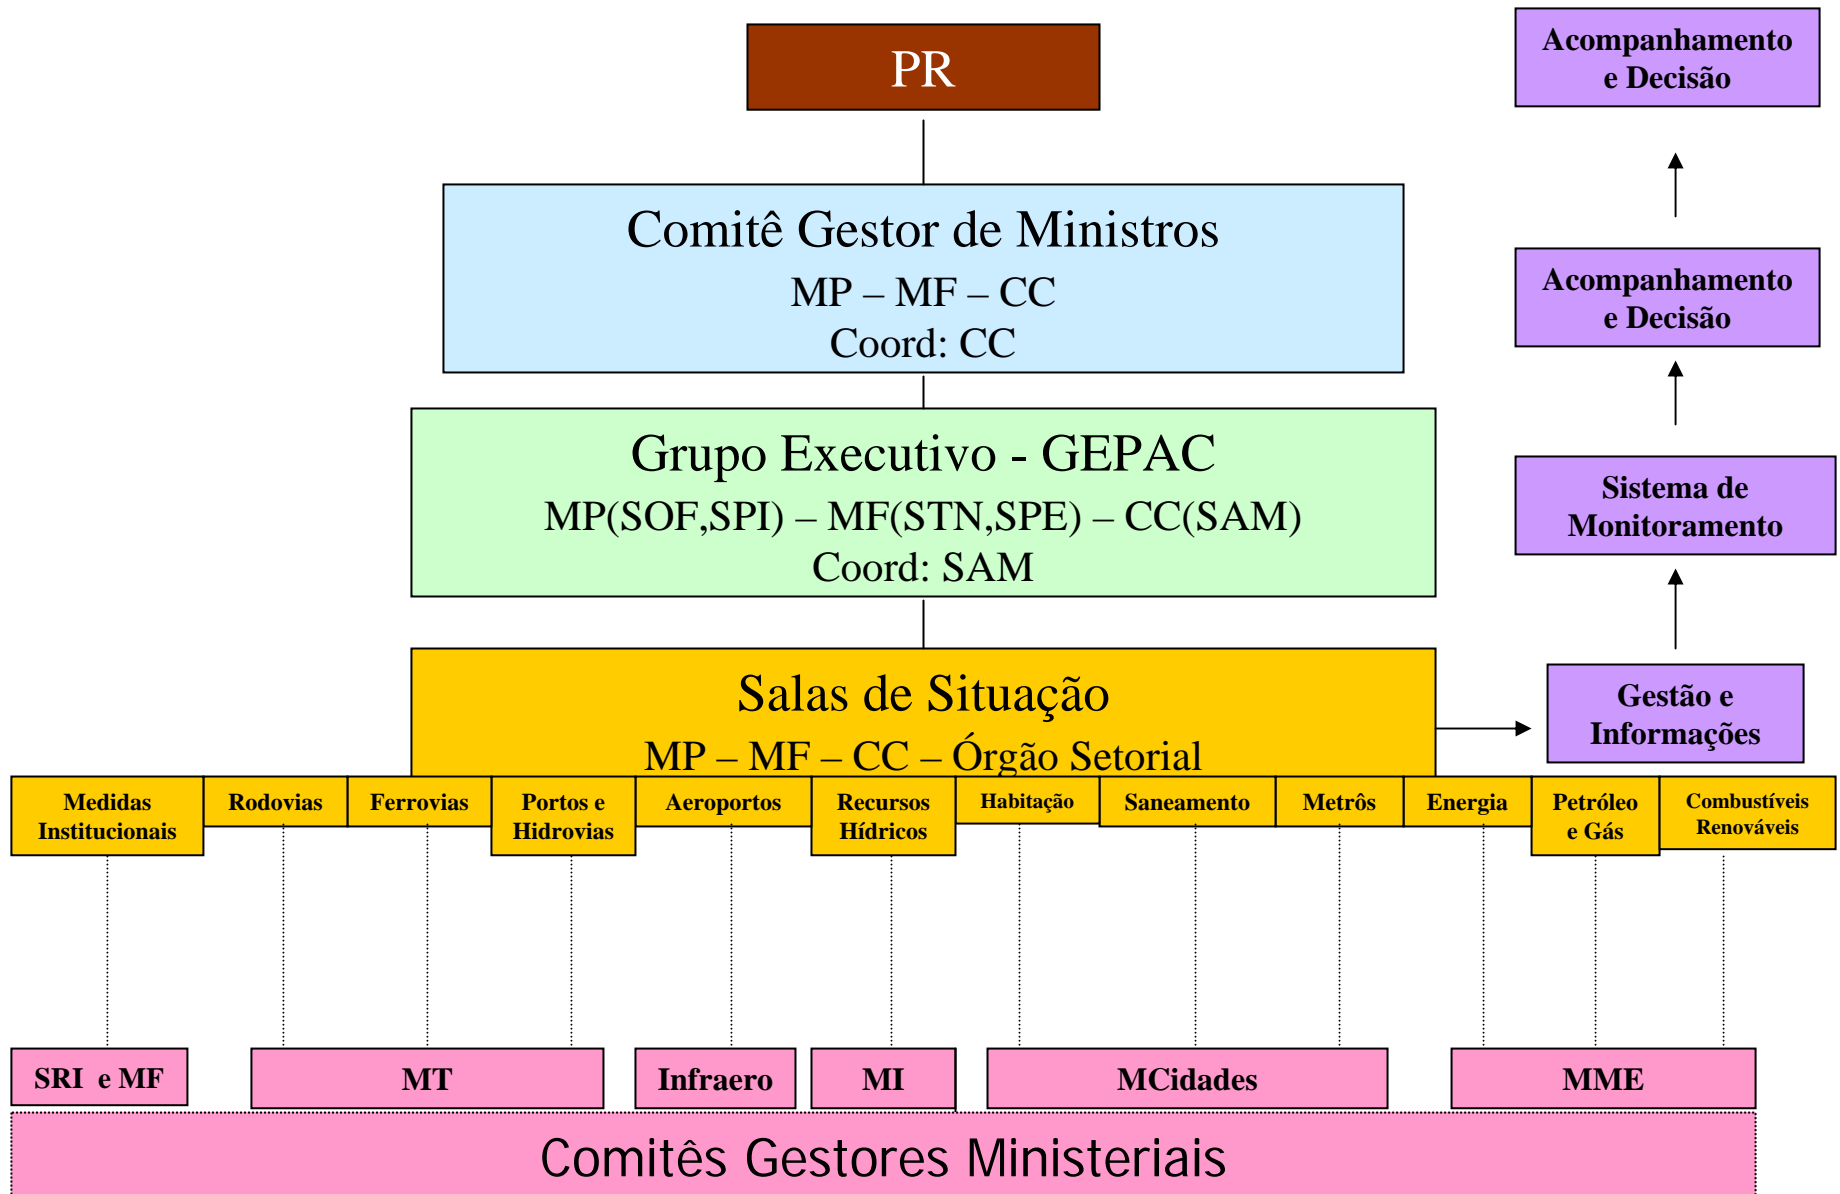 PR
Acompanhamento
e Decisão
Comitê Gestor de Ministros
MP – MF – CC
Coord: CC
Acompanhamento
e Decisão
Grupo Executivo - GEPAC
MP(SOF,SPI) – MF(STN,SPE) – CC(SAM)
Coord: SAM
Sistema de
Monitoramento
Salas de Situação
MP – MF – CC – Órgão Setorial
Gestão e
Informações
Medidas
Institucionais
Rodovias
Ferrovias
Portos e
Hidrovias
Aeroportos
Recursos
Hídricos
Habitação
Saneamento
Metrôs
Energia
Petróleo
e Gás
Combustíveis
Renováveis
SRI e MF
MT
Infraero
MI
MCidades
MME
Comitês Gestores Ministeriais